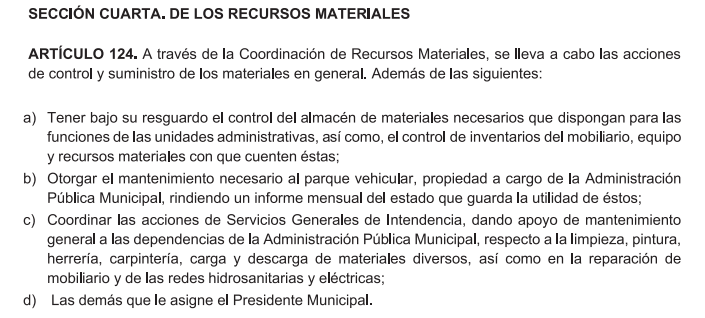 SECCIÓN CUARTA. DE LOS RECURSOS MATERIALES
ARTÍCULO 124. A través de la Coordinación de Recursos Materiales, se lleva a cabo las acciones
de control y suministro de los materiales en general. Además de las siguientes:
a) Tener bajo su resguardo el control del almacén de materiales necesarios que dispongan para las
funciones de las unidades administrativas, así como, el control de inventarios del mobiliario, equipo
y recursos materiales con que cuenten éstas;
b) Otorgar el mantenimiento necesario al parque vehicular, propiedad a cargo de la Administración
Pública Municipal, rindiendo un informe mensual del estado que guarda la utilidad de éstos;
c) Coordinar las acciones de Servicios Generales de Intendencia, dando apoyo de mantenimiento
general a las dependencias de la Administración Pública Municipal, respecto a la limpieza, pintura,
herrería, carpintería, carga y descarga de materiales diversos, así como en la reparación de
mobiliario y de las redes hidrosanitarias y eléctricas;
d) Las demás que le asigne el Presidente Municipal.